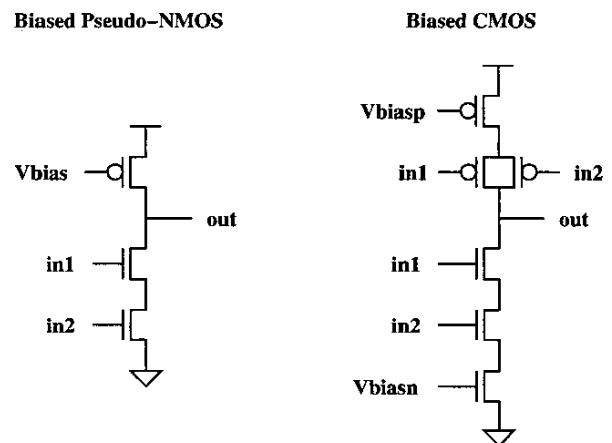 Biased Pseudo-NMOS
Biased CMOS
Vbias
out
in1
in2
Vbiasp
in1
in2
out
in1
in2
Vbiasn